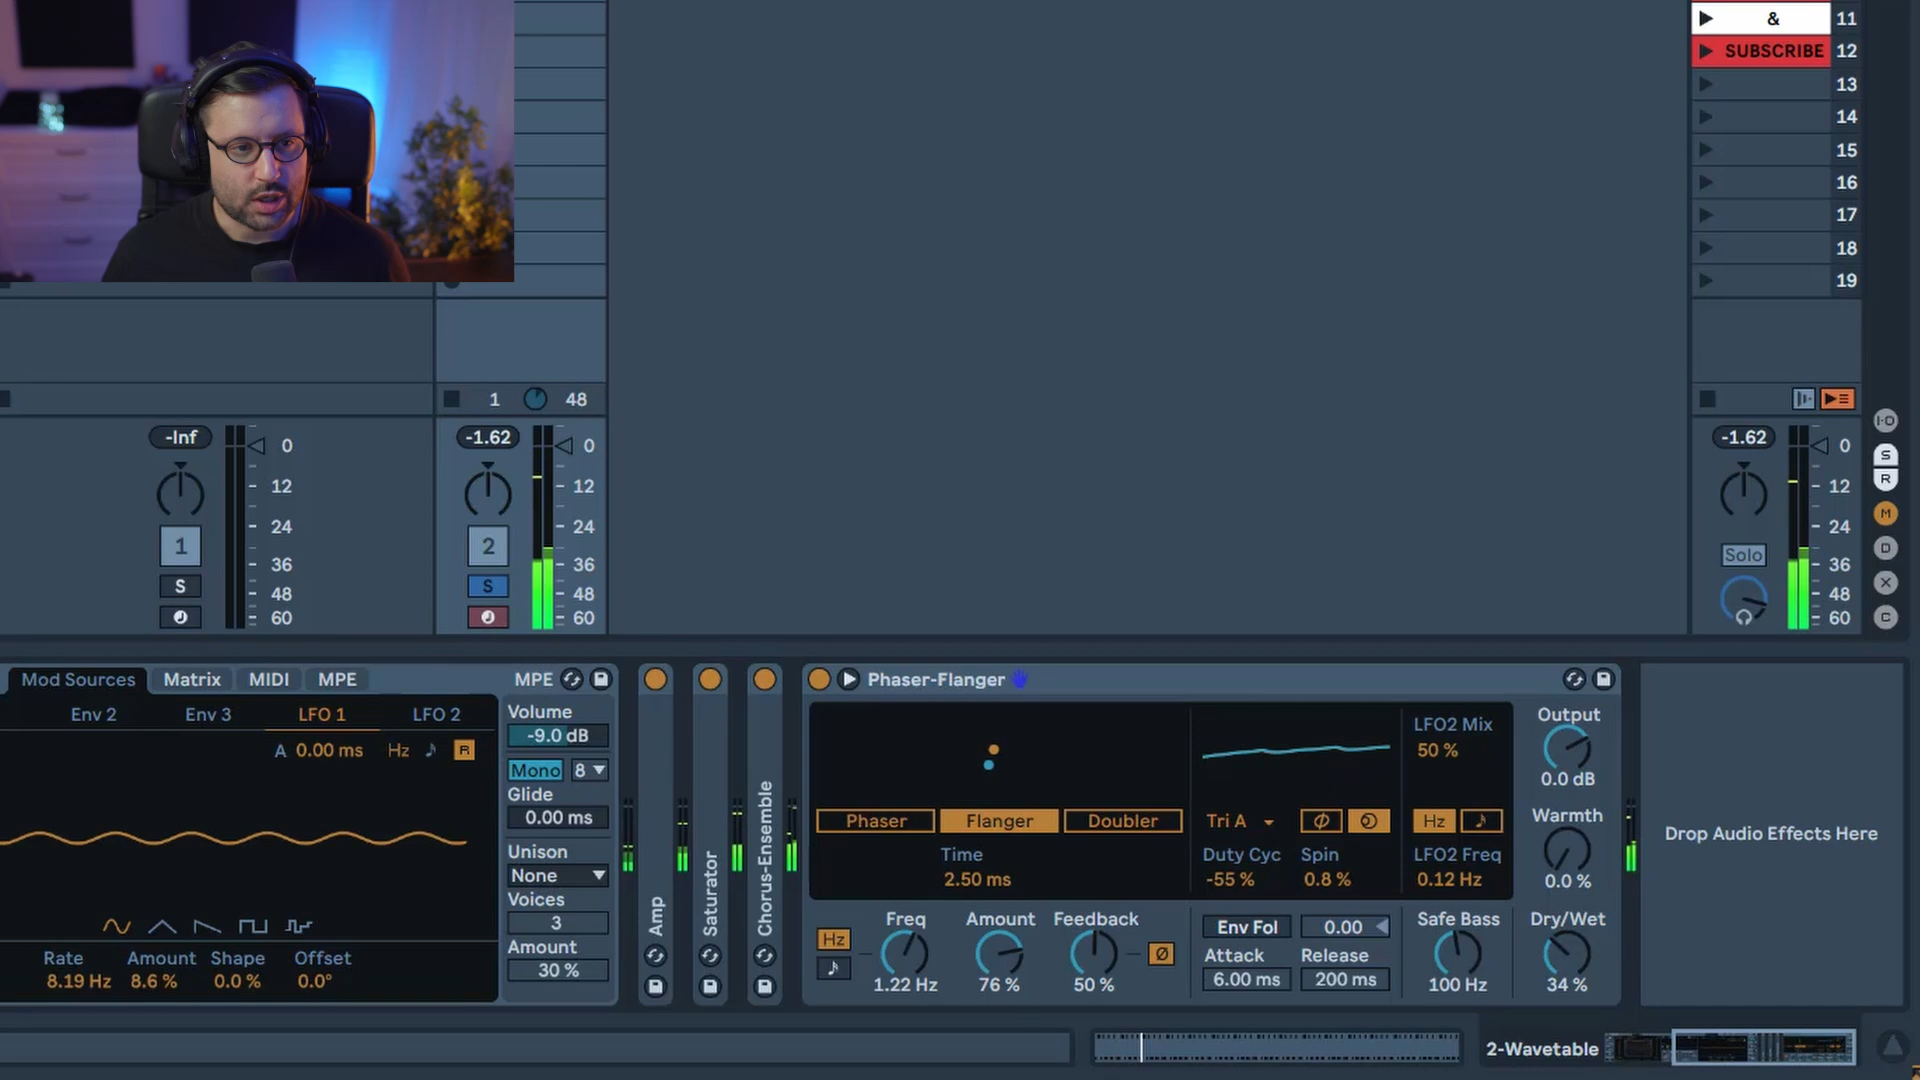 & 11
SUBSCRIBE 12
13
14
15
16
17
18
19
1 48
-Inf 0 -1.62 0 -1.62 0
12 12 12
24 24 24
1 2 Solo
36 36 36
S S
48 48 48
60 60 60
I·O
S
R
M
D
X
C
Mod Sources Matrix MIDI MPE MPE
Env 2 Env 3 LFO 1 LFO 2
A 0.00 ms Hz R
Rate Amount Shape Offset
8.19 Hz 8.6 % 0.0 % 0.0°
Volume
-9.0 dB
Mono 8
Glide
0.00 ms
Unison
None
Voices
3
Amount
30 %
Amp
Saturator
Chorus-Ensemble
Phaser-Flanger
Phaser Flanger Doubler
Time
2.50 ms
Tri A
Duty Cyc Spin
-55 % 0.8 %
LFO2 Mix
50 %
Hz
LFO2 Freq
0.12 Hz
Output
0.0 dB
Warmth
0.0 %
Hz
Freq Amount Feedback
1.22 Hz 76 % 50 % Ø
Env Fol 0.00
Attack Release
6.00 ms 200 ms
Safe Bass
100 Hz
Dry/Wet
34 %
Drop Audio Effects Here
2-Wavetable